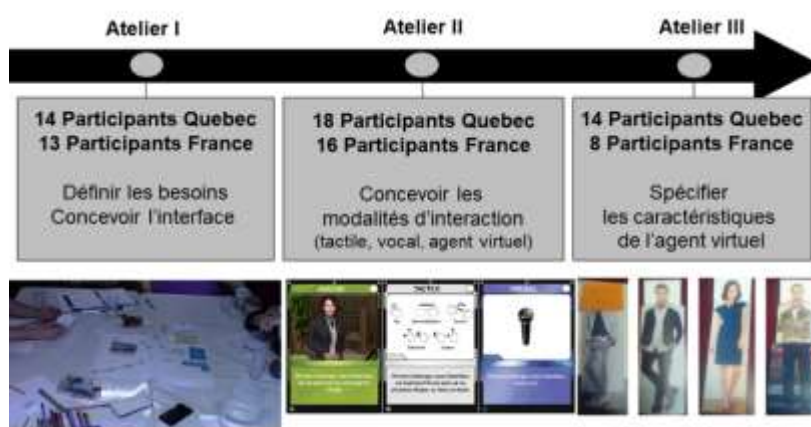 Atelier I
Atelier II
Atelier III
14 Participants Quebec
13 Participants France
Définir les besoins
Concevoir l'interface
18 Participants Quebec
16 Participants France
Concevoir les
modalités d'interaction
(tactile, vocal, agent virtuel)
14 Participants Quebec
8 Participants France
Spécifier
les caractéristiques
de l'agent virtuel
TACTILE